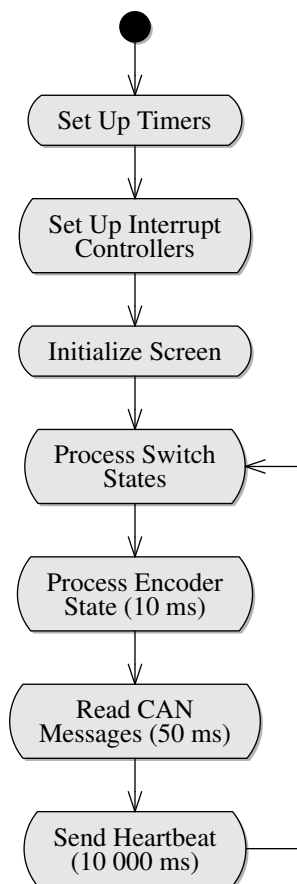 Set Up Timers
Set Up Interrupt
Controllers
Initialize Screen
Process Switch
States
Process Encoder
State (10 ms)
Read CAN
Messages (50 ms)
Send Heartbeat
(10 000 ms)